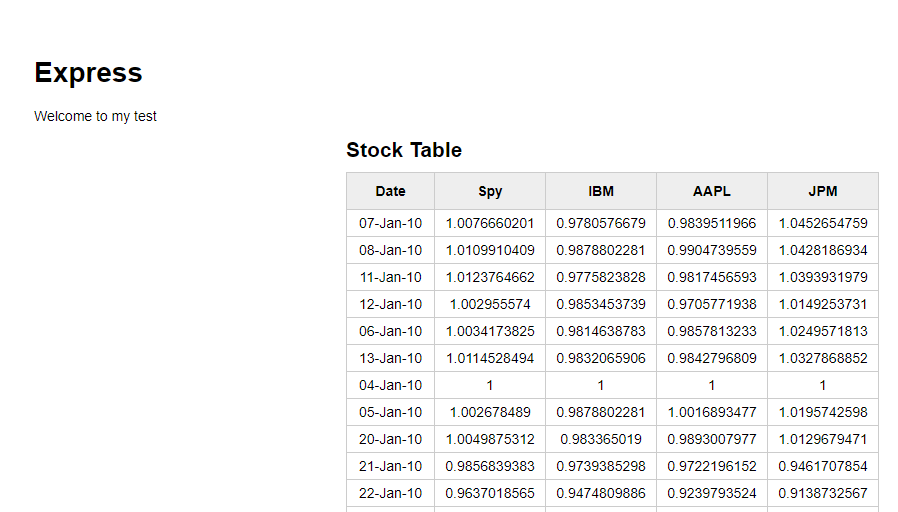 Express
Welcome to my test
Stock Table
Date Spy IBM AAPL JPM
07-Jan-10 1.0076660201 0.9780576679 0.9839511966 1.0452654759
08-Jan-10 1.0109910409 0.9878802281 0.9904739559 1.0428186934
11-Jan-10 1.0123764662 0.9775823828 0.9817456593 1.0393931979
12-Jan-10 1.002955574 0.9853453739 0.9705771938 1.0149253731
06-Jan-10 1.0034173825 0.9814638783 0.9857813233 1.0249571813
13-Jan-10 1.0114528494 0.9832065906 0.9842796809 1.0327868852
04-Jan-10 1 1 1 1
05-Jan-10 1.002678489 0.9878802281 1.0016893477 1.0195742598
20-Jan-10 1.0049875312 0.983365019 0.9893007977 1.0129679471
21-Jan-10 0.9856839383 0.9739385298 0.9722196152 0.9461707854
22-Jan-10 0.9637018565 0.9474809886 0.9239793524 0.9138732567